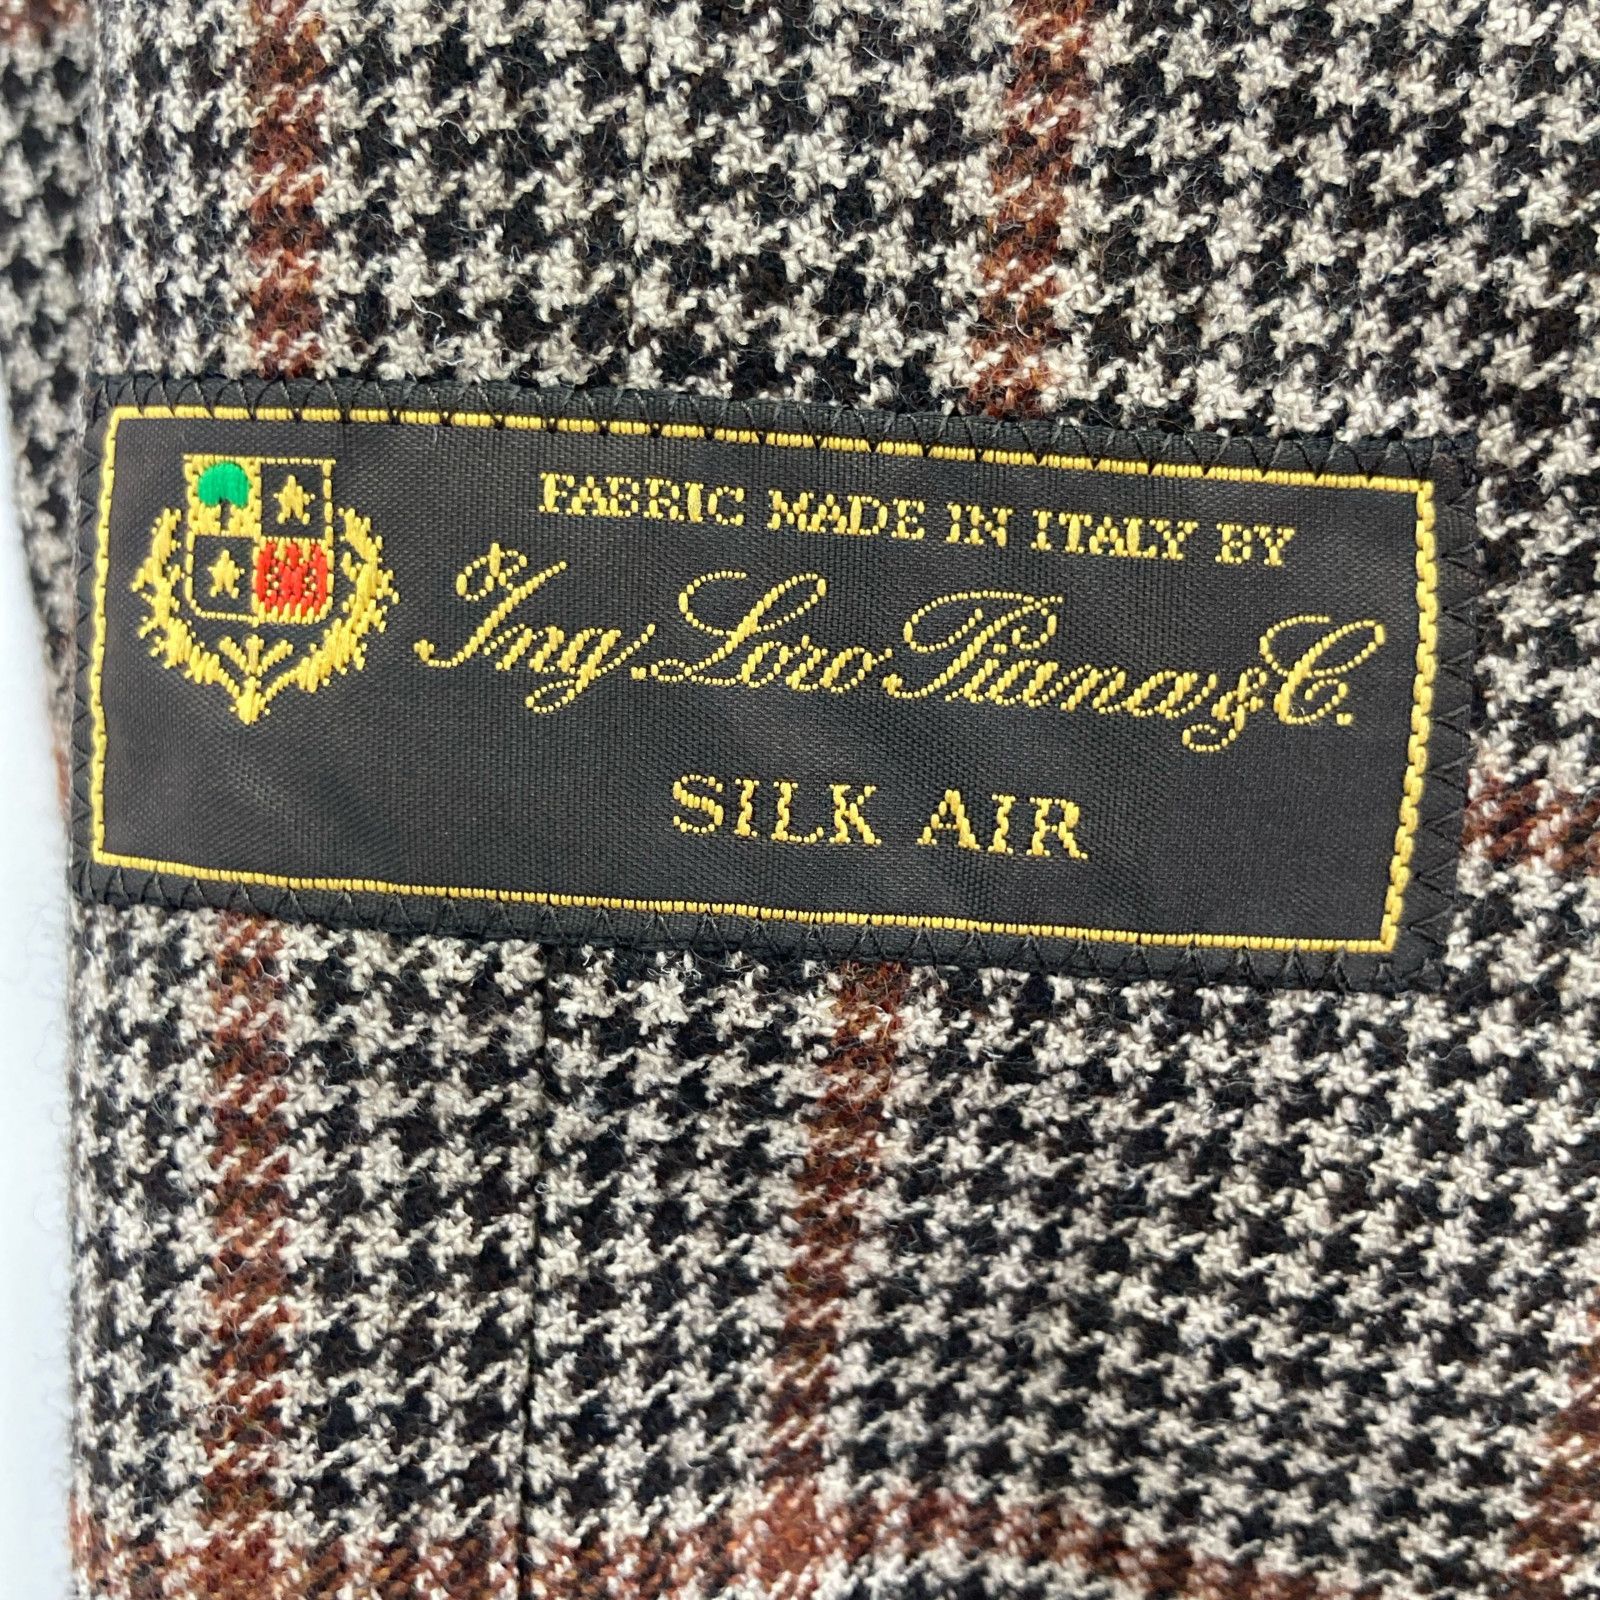 FABRIC MADE IN ITALY BY
Ing. Loro Piana & C.
SILK AIR